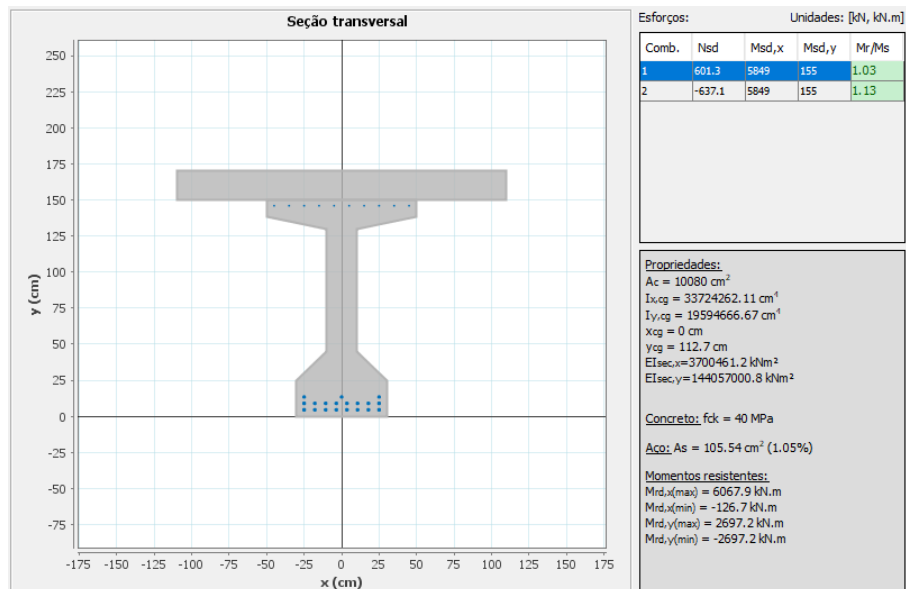 Seção transversal
250
225
200
175
150
125
100
75
50
25
0
-25
-50
-75
y (cm)
-175 -150 -125 -100 -75 -50 -25 0 25 50 75 100 125 150 175
x (cm)
Esforços: Unidades: [kN, kN.m]
Comb. Nsd Msd,x Msd,y Mr/Ms
1 601.3 5849 155 1.03
2 -637.1 5849 155 1.13
Propriedades:
Ac = 10080 cm²
Ix,cg = 33724262.11 cm⁴
Iy,cg = 19594666.67 cm⁴
xcg = 0 cm
ycg = 112.7 cm
EIsec,x=3700461.2 kNm²
EIsec,y=144057000.8 kNm²
Concreto: fck = 40 MPa
Aço: As = 105.54 cm² (1.05%)
Momentos resistentes:
Mrd,x(max) = 6067.9 kN.m
Mrd,x(min) = -126.7 kN.m
Mrd,y(max) = 2697.2 kN.m
Mrd,y(min) = -2697.2 kN.m